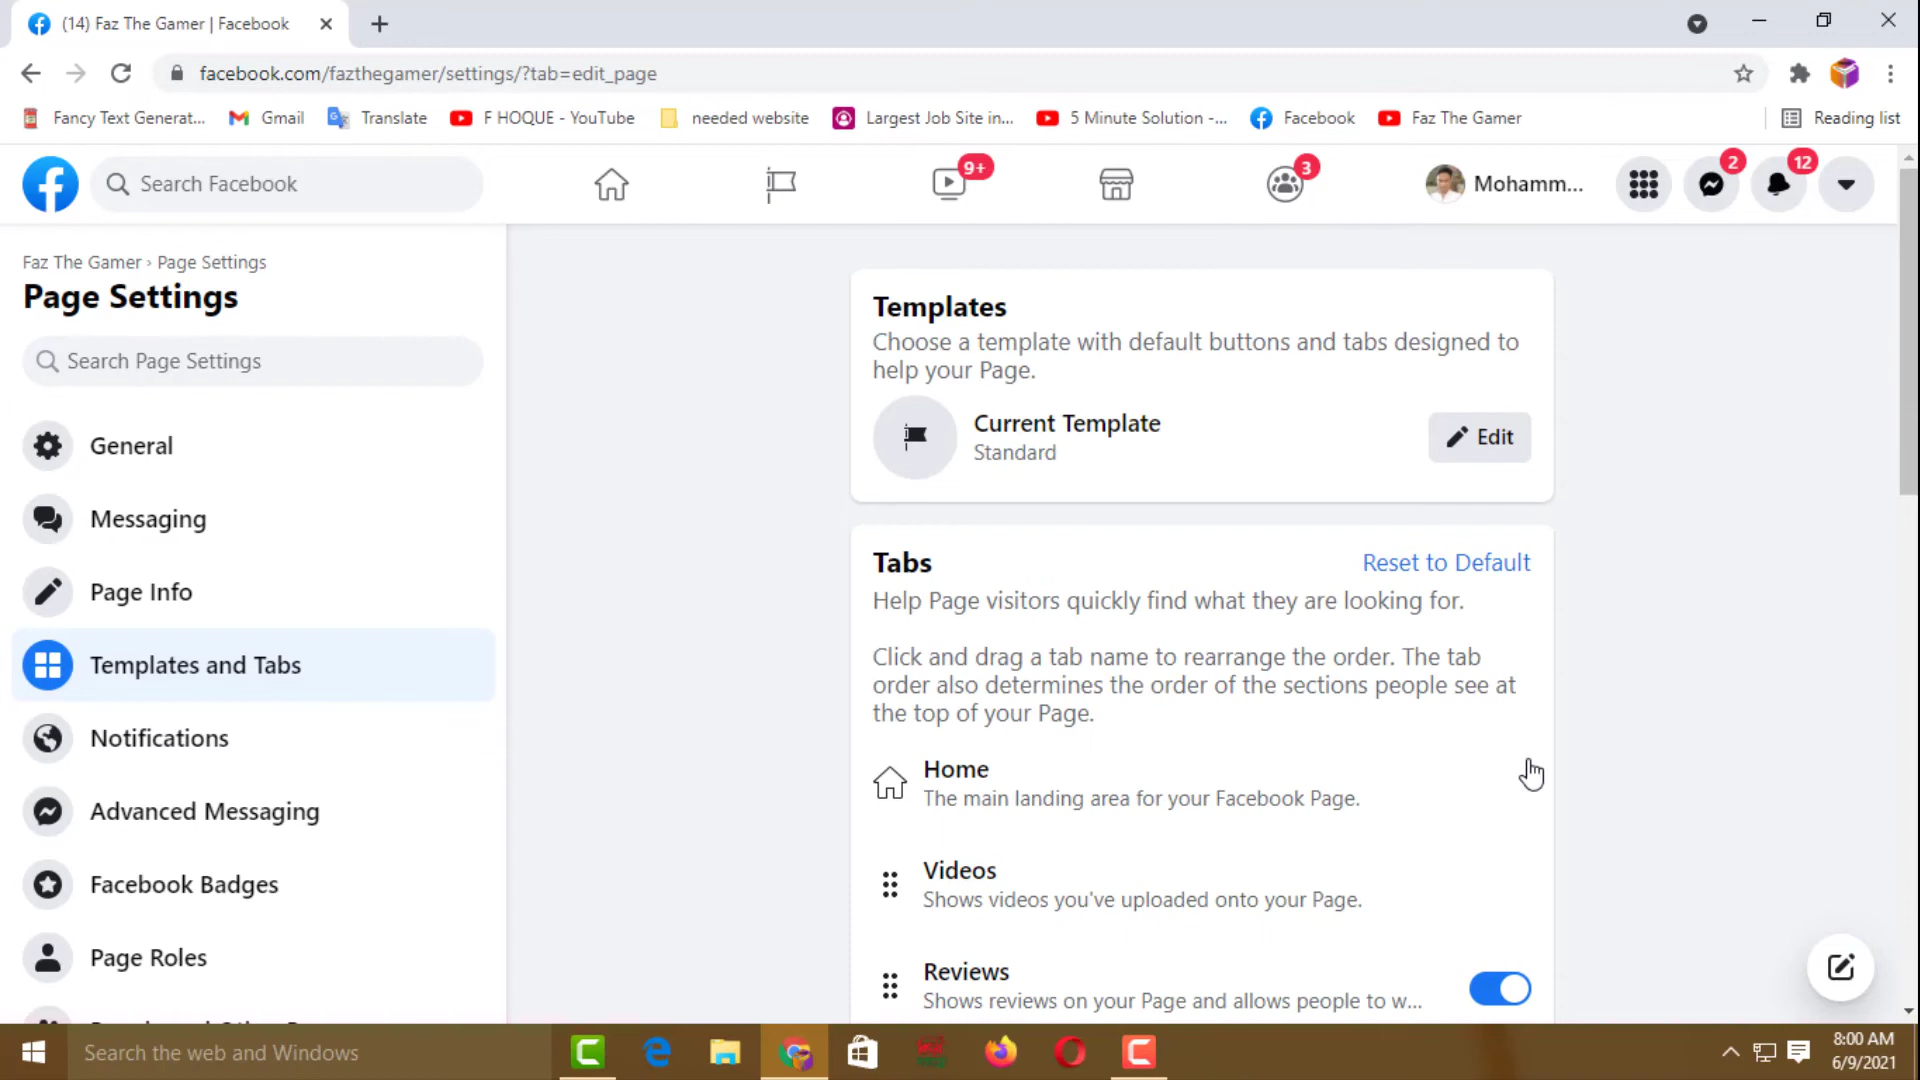 (14) Faz The Gamer | Facebook
facebook.com/fazthegamer/settings/?tab=edit_page
Fancy Text Generat...
Gmail
Translate
F HOQUE - YouTube
needed website
Largest Job Site in...
5 Minute Solution -...
Facebook
Faz The Gamer
Reading list
Search Facebook
9+
3
Mohamm...
2
12
Faz The Gamer › Page Settings
Page Settings
Search Page Settings
General
Messaging
Page Info
Templates and Tabs
Notifications
Advanced Messaging
Facebook Badges
Page Roles
Templates
Choose a template with default buttons and tabs designed to
help your Page.
Current Template
Standard
Edit
Tabs
Reset to Default
Help Page visitors quickly find what they are looking for.
Click and drag a tab name to rearrange the order. The tab
order also determines the order of the sections people see at
the top of your Page.
Home
The main landing area for your Facebook Page.
Videos
Shows videos you've uploaded onto your Page.
Reviews
Shows reviews on your Page and allows people to w...
Search the web and Windows
8:00 AM
6/9/2021